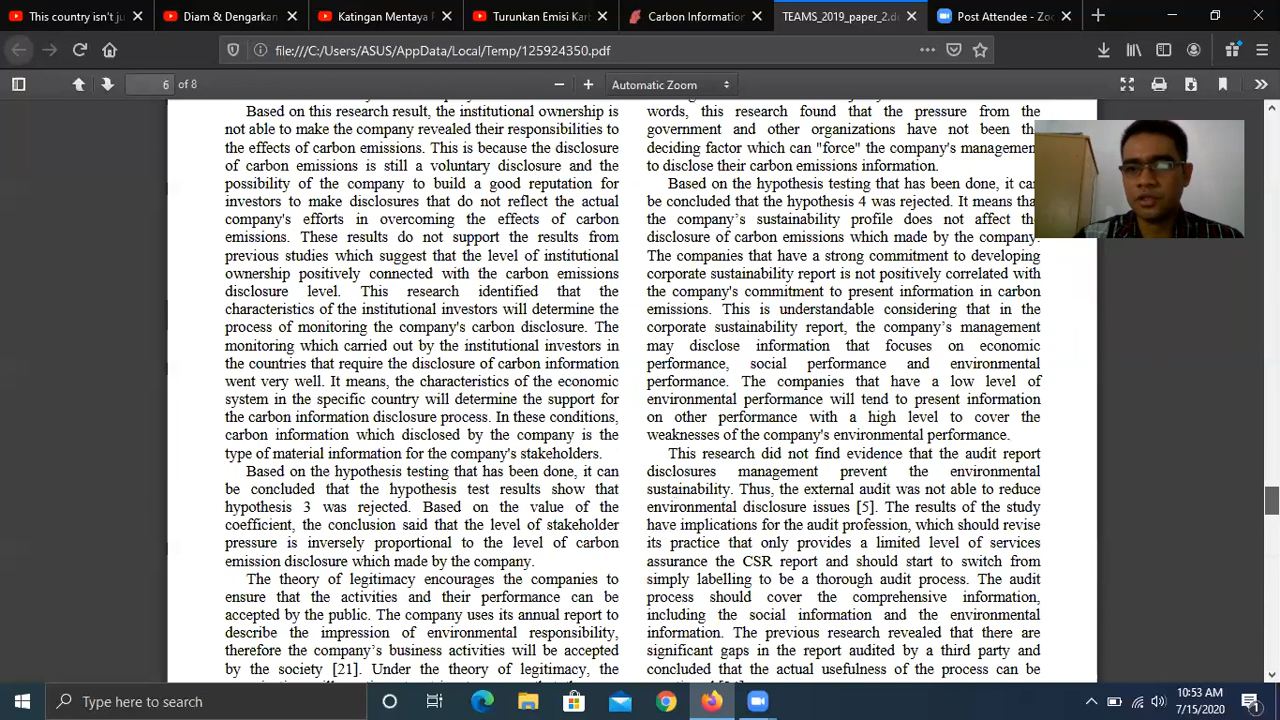 This country isn't ju
Diam & Dengarkan
Katingan Mentaya F
Turunkan Emisi Karb
Carbon Information
TEAMS_2019_paper_2.do
Post Attendee - Zoo
file:///C:/Users/ASUS/AppData/Local/Temp/125924350.pdf
6 of 8
Automatic Zoom
Based on this research result, the institutional ownership is
not able to make the company revealed their responsibilities to
the effects of carbon emissions. This is because the disclosure
of carbon emissions is still a voluntary disclosure and the
possibility of the company to build a good reputation for
investors to make disclosures that do not reflect the actual
company's efforts in overcoming the effects of carbon
emissions. These results do not support the results from
previous studies which suggest that the level of institutional
ownership positively connected with the carbon emissions
disclosure level. This research identified that the
characteristics of the institutional investors will determine the
process of monitoring the company's carbon disclosure. The
monitoring which carried out by the institutional investors in
the countries that require the disclosure of carbon information
went very well. It means, the characteristics of the economic
system in the specific country will determine the support for
the carbon information disclosure process. In these conditions,
carbon information which disclosed by the company is the
type of material information for the company's stakeholders.
Based on the hypothesis testing that has been done, it can
be concluded that the hypothesis test results show that
hypothesis 3 was rejected. Based on the value of the
coefficient, the conclusion said that the level of stakeholder
pressure is inversely proportional to the level of carbon
emission disclosure which made by the company.
The theory of legitimacy encourages the companies to
ensure that the activities and their performance can be
accepted by the public. The company uses its annual report to
describe the impression of environmental responsibility,
therefore the company's business activities will be accepted
by the society [21]. Under the theory of legitimacy, the
words, this research found that the pressure from the
government and other organizations have not been th
deciding factor which can "force" the company's managemen
to disclose their carbon emissions information.
Based on the hypothesis testing that has been done, it can
be concluded that the hypothesis 4 was rejected. It means tha
the company's sustainability profile does not affect th
disclosure of carbon emissions which made by the company.
The companies that have a strong commitment to developing
corporate sustainability report is not positively correlated with
the company's commitment to present information in carbon
emissions. This is understandable considering that in the
corporate sustainability report, the company's management
may disclose information that focuses on economic
performance, social performance and environmental
performance. The companies that have a low level of
environmental performance will tend to present information
on other performance with a high level to cover the
weaknesses of the company's environmental performance.
This research did not find evidence that the audit report
disclosures management prevent the environmental
sustainability. Thus, the external audit was not able to reduce
environmental disclosure issues [5]. The results of the study
have implications for the audit profession, which should revise
its practice that only provides a limited level of services
assurance the CSR report and should start to switch from
simply labelling to be a thorough audit process. The audit
process should cover the comprehensive information,
including the social information and the environmental
information. The previous research revealed that there are
significant gaps in the report audited by a third party and
concluded that the actual usefulness of the process can be
Type here to search
10:53 AM
7/15/2020